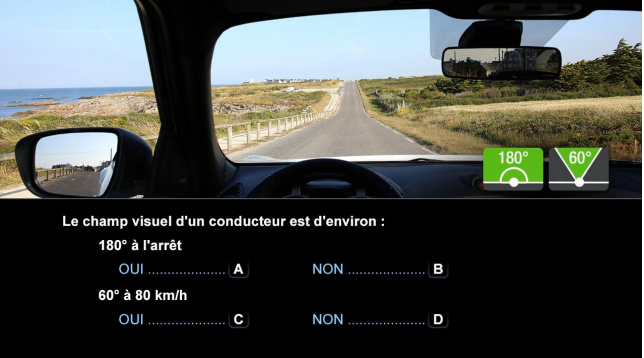 180° 60°
Le champ visuel d'un conducteur est d'environ :
180° à l'arrêt
OUI .................... A NON .................... B
60° à 80 km/h
OUI .................... C NON .................... D